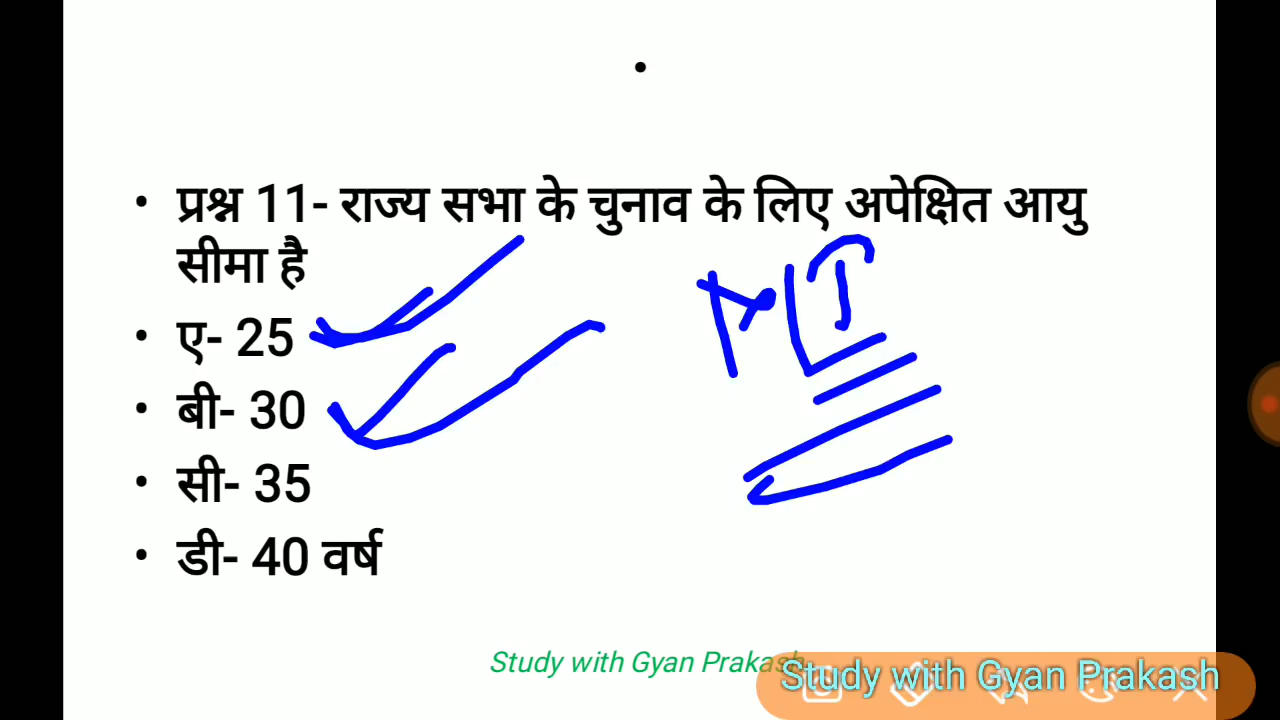 • प्रश्न 11- राज्य सभा के चुनाव के लिए अपेक्षित आयु
सीमा है
• ए- 25
• बी- 30
• सी- 35
• डी- 40 वर्ष
Study with Gyan Prakash
Study with Gyan Prakash